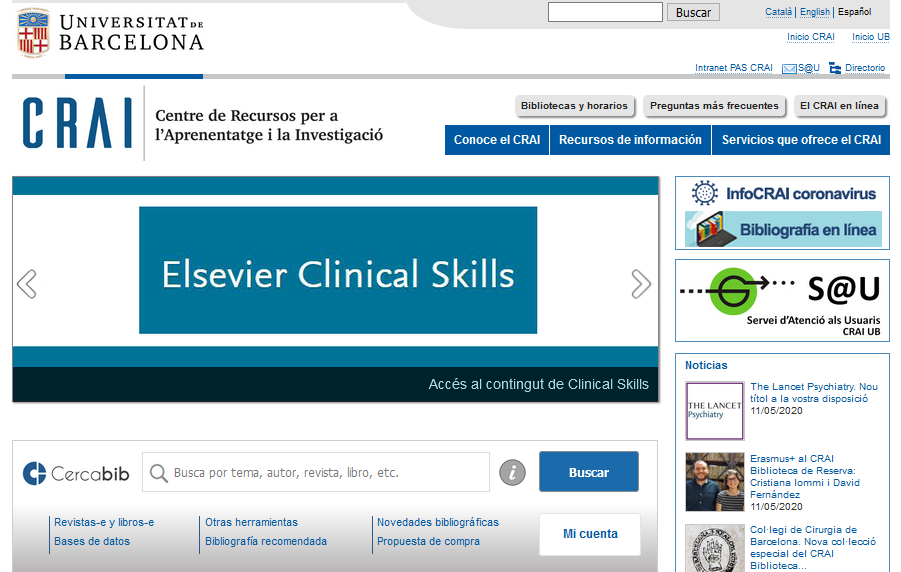 UNIVERSITAT DE
BARCELONA
Buscar
Català | English | Español
Inicio CRAI Inicio UB
Intranet PAS CRAI S@U Directorio
CRAI
Centre de Recursos per a
l'Aprenentatge i la Investigació
Bibliotecas y horarios Preguntas más frecuentes El CRAI en línea
Conoce el CRAI Recursos de información Servicios que ofrece el CRAI
Elsevier Clinical Skills
Accés al contingut de Clinical Skills
InfoCRAI coronavirus
Bibliografía en línea
S@U
Servei d'Atenció als Usuaris
CRAI UB
Noticias
THE LANCET
Psychiatry
The Lancet Psychiatry. Nou
títol a la vostra disposició
11/05/2020
Erasmus+ al CRAI
Biblioteca de Reserva:
Cristiana Iommi i David
Fernández
11/05/2020
Col·legi de Cirurgia de
Barcelona. Nova col·lecció
especial del CRAI
Biblioteca...
Cercabib
Busca por tema, autor, revista, libro, etc.
i
Buscar
Revistas-e y libros-e
Bases de datos
Otras herramientas
Bibliografía recomendada
Novedades bibliográficas
Propuesta de compra
Mi cuenta